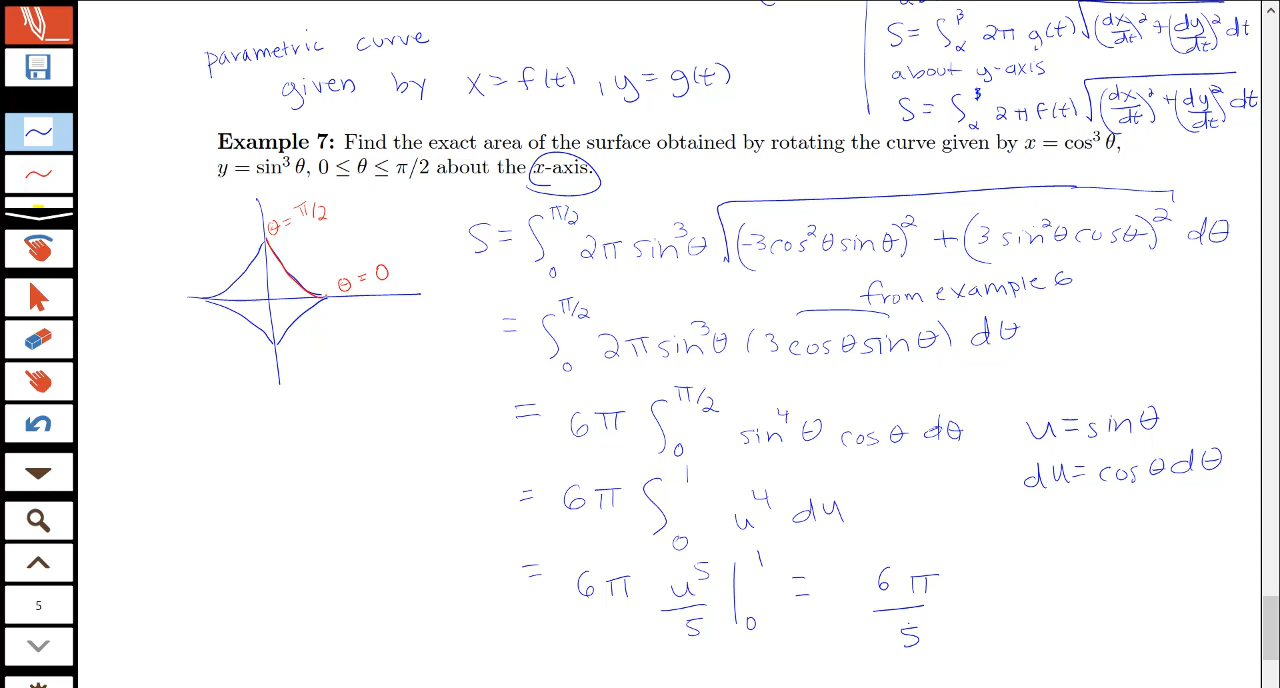 S = ∫_α^β 2π g(t) √((dx/dt)² + (dy/dt)²) dt
about y-axis
S = ∫_α^β 2π f(t) √((dx/dt)² + (dy/dt)²) dt
parametric curve
given by x = f(t), y = g(t)
Example 7: Find the exact area of the surface obtained by rotating the curve given by x = cos³ θ,
y = sin³ θ, 0 ≤ θ ≤ π/2 about the x-axis.
θ = π/2
θ = 0
S = ∫_0^{π/2} 2π sin³θ √((-3cos²θ sinθ)² + (3 sin²θ cosθ)²) dθ
from example 6
= ∫_0^{π/2} 2π sin³θ (3 cosθ sinθ) dθ
= 6π ∫_0^{π/2} sin⁴θ cosθ dθ
u = sinθ
du = cosθ dθ
= 6π ∫_0^1 u⁴ du
= 6π u⁵/5 |_0^1 = 6π/5
5